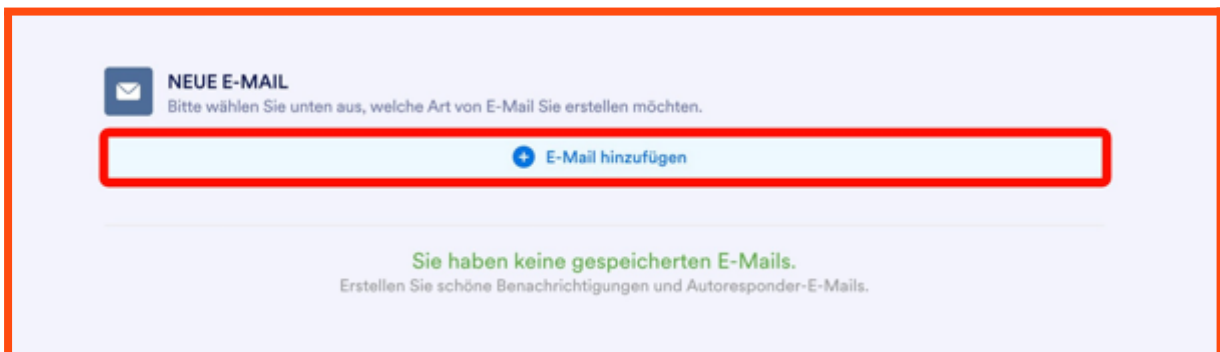 NEUE E-MAIL
Bitte wählen Sie unten aus, welche Art von E-Mail Sie erstellen möchten.
E-Mail hinzufügen
Sie haben keine gespeicherten E-Mails.
Erstellen Sie schöne Benachrichtigungen und Autoresponder-E-Mails.